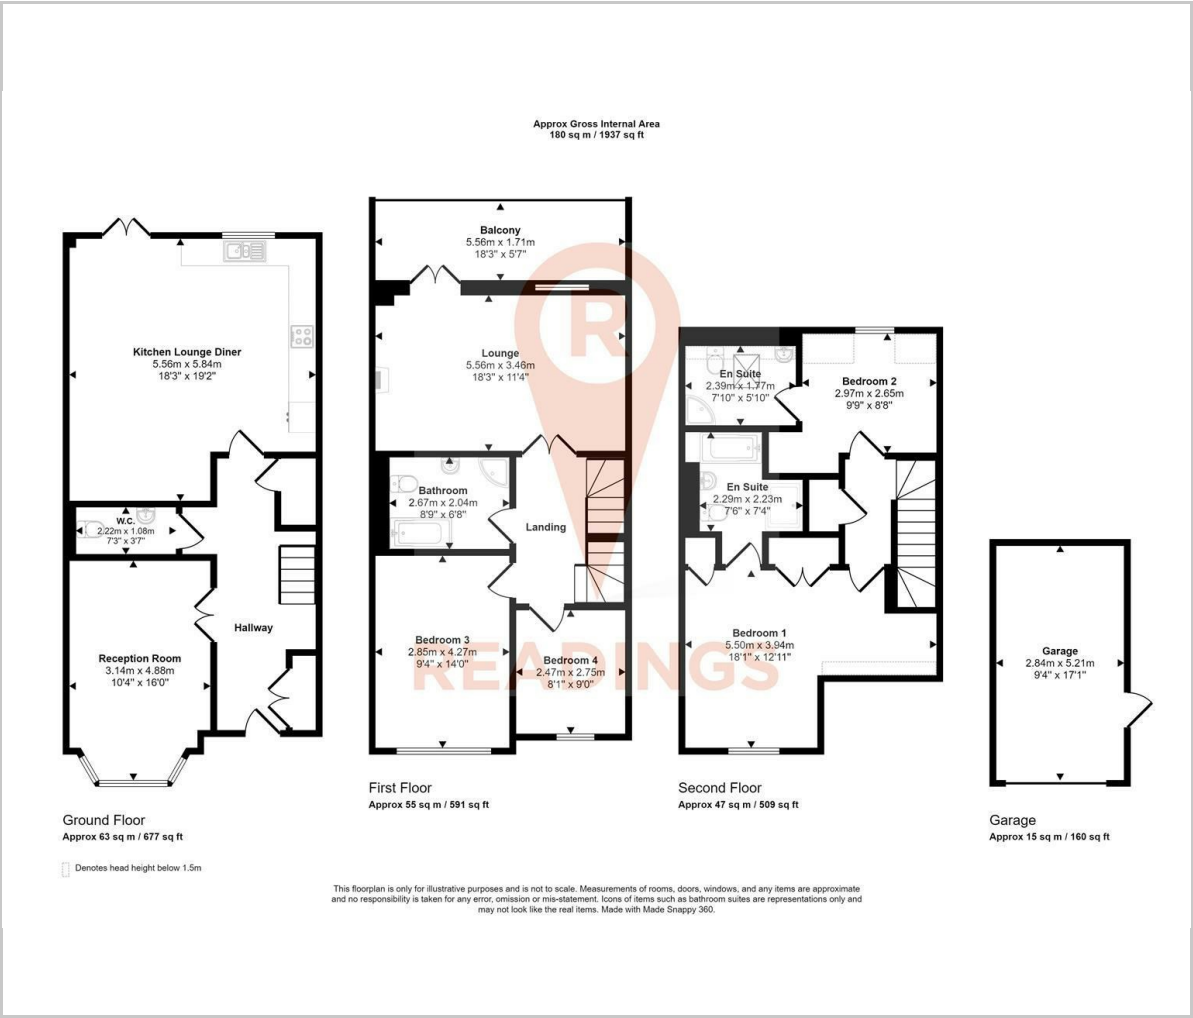 Approx Gross Internal Area
180 sq m / 1937 sq ft
Kitchen Lounge Diner
5.56m x 5.84m
18'3" x 19'2"
W.C.
2.22m x 1.08m
7'3" x 3'7"
Hallway
Reception Room
3.14m x 4.88m
10'4" x 16'0"
Ground Floor
Approx 63 sq m / 677 sq ft
Denotes head height below 1.5m
Balcony
5.56m x 1.71m
18'3" x 5'7"
Lounge
5.56m x 3.46m
18'3" x 11'4"
Bathroom
2.67m x 2.04m
8'9" x 6'8"
Landing
Bedroom 3
2.85m x 4.27m
9'4" x 14'0"
Bedroom 4
2.47m x 2.75m
8'1" x 9'0"
First Floor
Approx 55 sq m / 591 sq ft
En Suite
2.39m x 1.77m
7'10" x 5'10"
Bedroom 2
2.97m x 2.65m
9'9" x 8'8"
En Suite
2.29m x 2.23m
7'6" x 7'4"
Bedroom 1
5.50m x 3.94m
18'1" x 12'11"
Second Floor
Approx 47 sq m / 509 sq ft
Garage
2.84m x 5.21m
9'4" x 17'1"
Garage
Approx 15 sq m / 160 sq ft
R
READINGS
This floorplan is only for illustrative purposes and is not to scale. Measurements of rooms, doors, windows, and any items are approximate
and no responsibility is taken for any error, omission or mis-statement. Icons of items such as bathroom suites are representations only and
may not look like the real items. Made with Made Snappy 360.